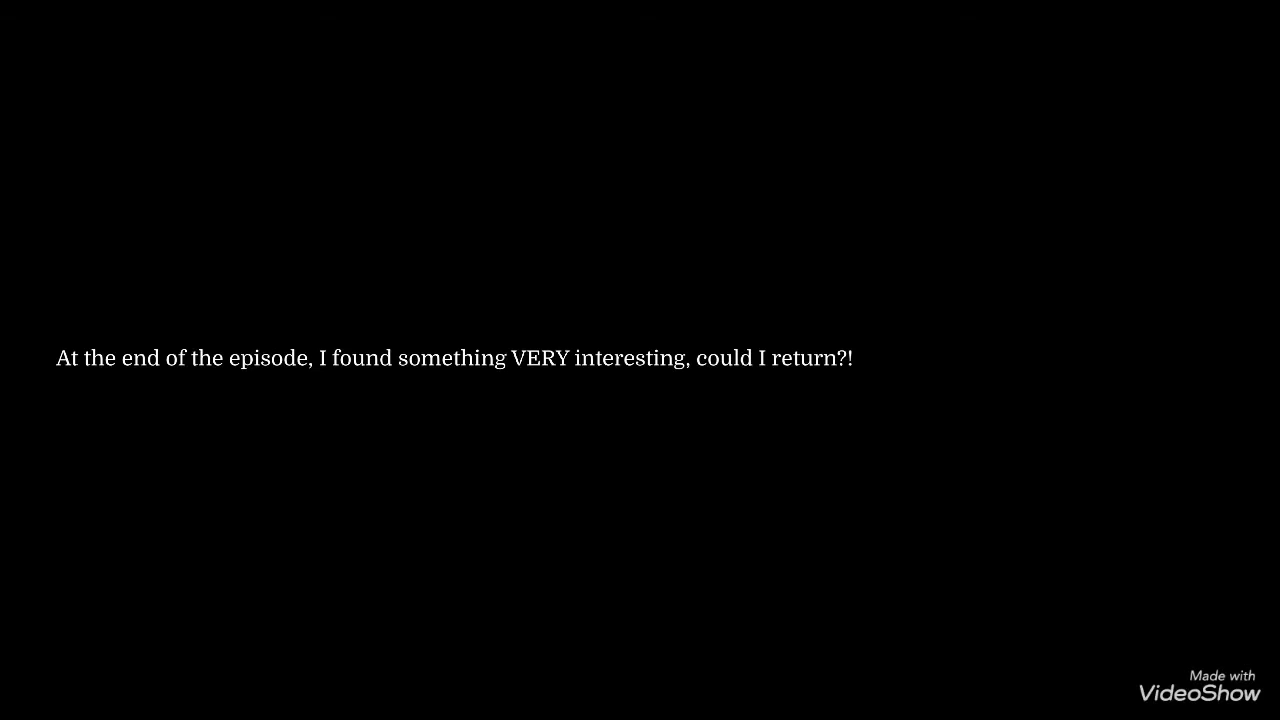 At the end of the episode, I found something VERY interesting, could I return?!
Made with
VideoShow